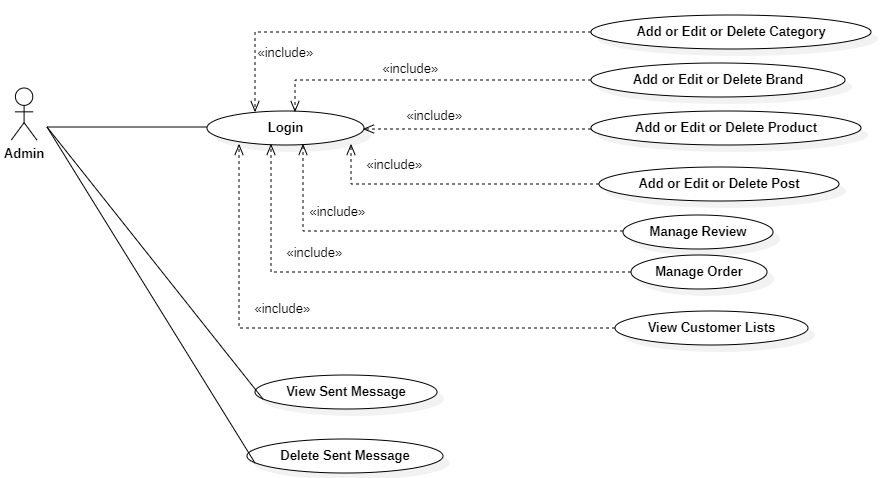 Add or Edit or Delete Category
«include»
«include»
Add or Edit or Delete Brand
«include»
Login
Add or Edit or Delete Product
Admin
«include»
Add or Edit or Delete Post
«include»
Manage Review
«include»
Manage Order
«include»
View Customer Lists
View Sent Message
Delete Sent Message